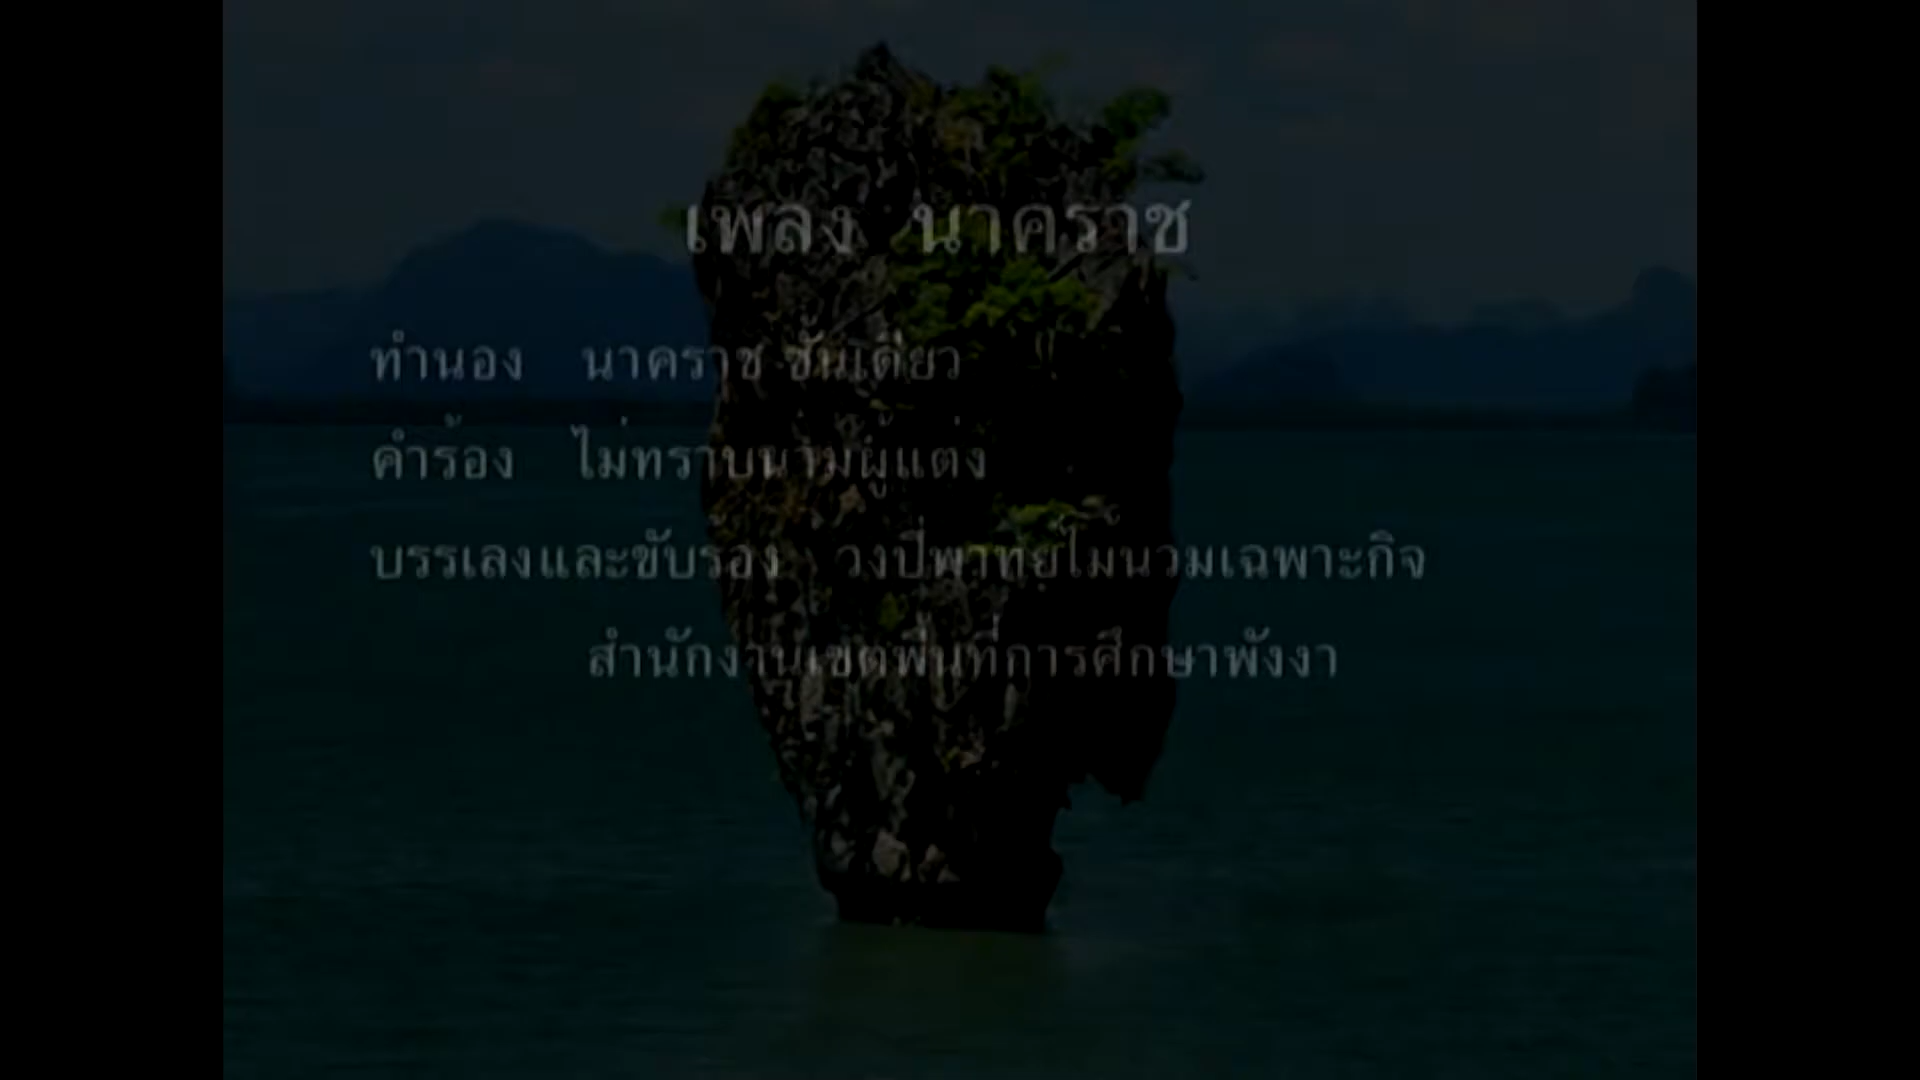 เพลง นาคราช
ทำนอง นาคราช ชั้นเดียว
คำร้อง ไม่ทราบนามผู้แต่ง
บรรเลงและขับร้อง วงปี่พาทย์ไม้นวมเฉพาะกิจ
สำนักงานเขตพื้นที่การศึกษาพังงา